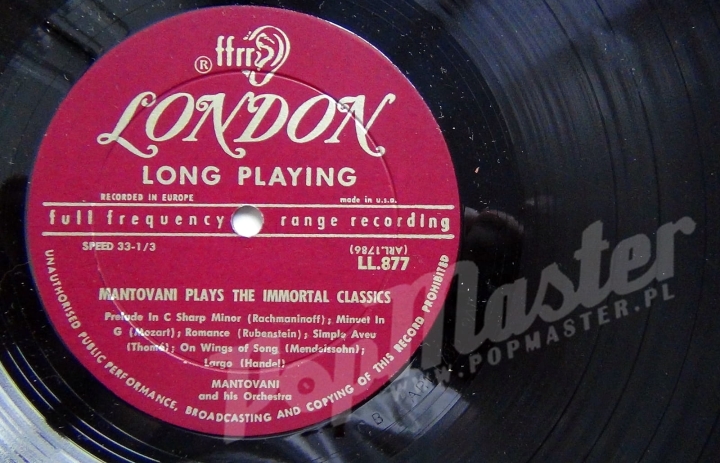 ® ffrr
LONDON
LONG PLAYING
RECORDED IN EUROPE made in u.s.a.
full frequency range recording
SPEED 33-1/3 (ARL.1786)
LL.877
MANTOVANI PLAYS THE IMMORTAL CLASSICS
Prelude In C Sharp Minor (Rachmaninoff); Minuet In
G (Mozart); Romance (Rubenstein); Simple Aveu
(Thomé); On Wings of Song (Mendelssohn);
Largo (Handel)
MANTOVANI
and his Orchestra
UNAUTHORISED PUBLIC PERFORMANCE, BROADCASTING AND COPYING OF THIS RECORD PROHIBITED
PopMaster
WWW.POPMASTER.PL